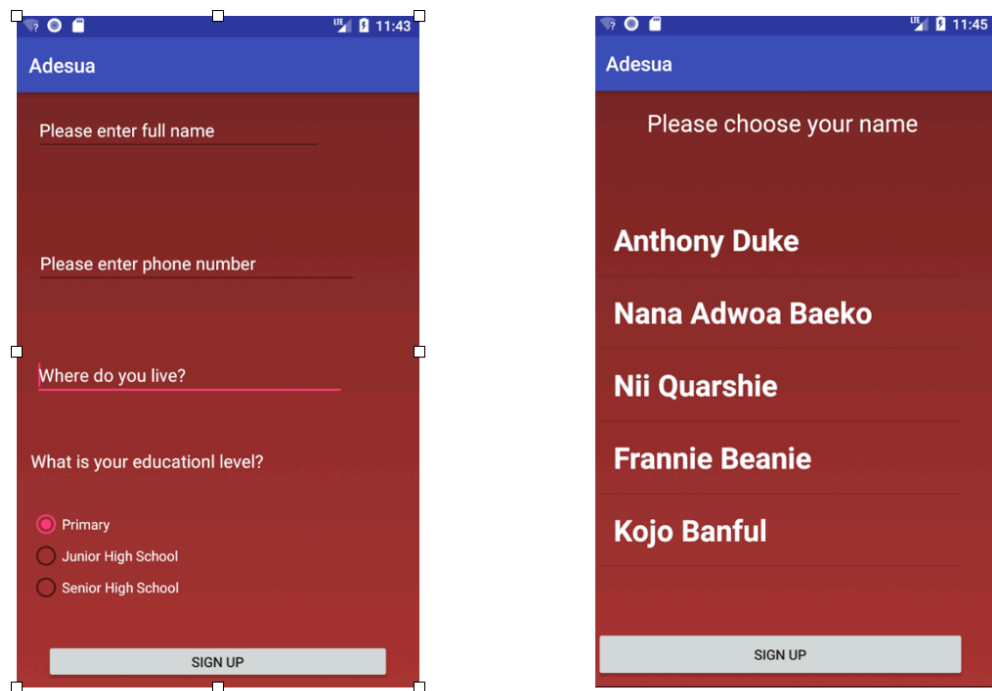 LTE 11:43
Adesua
Please enter full name
Please enter phone number
Where do you live?
What is your educationl level?
Primary
Junior High School
Senior High School
SIGN UP
LTE 11:45
Adesua
Please choose your name
Anthony Duke
Nana Adwoa Baeko
Nii Quarshie
Frannie Beanie
Kojo Banful
SIGN UP